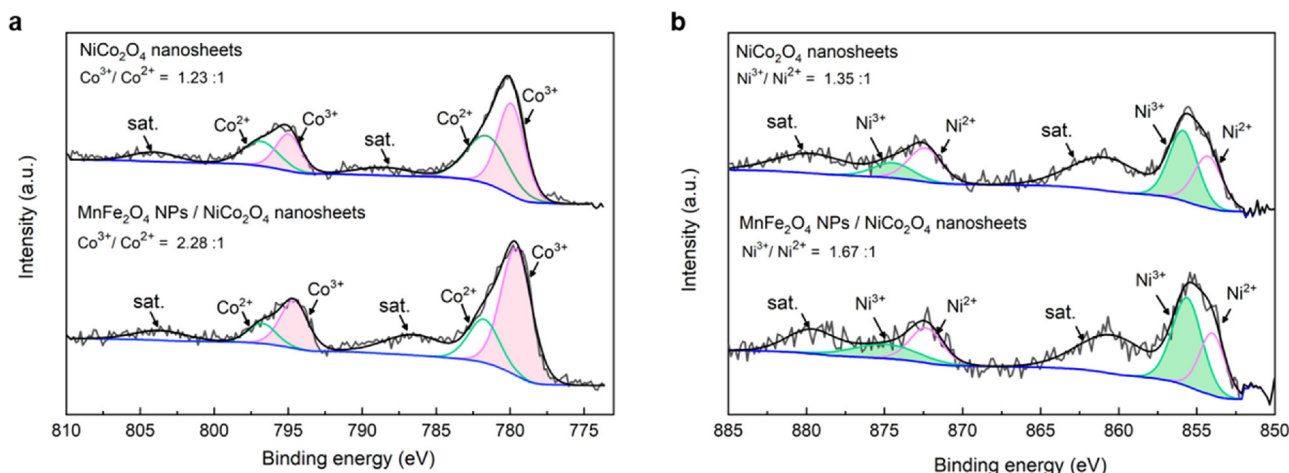 a
NiCo₂O₄ nanosheets
Co³⁺/ Co²⁺ = 1.23 :1
sat.
Co²⁺
Co³⁺
sat.
Co²⁺
Co³⁺
MnFe₂O₄ NPs / NiCo₂O₄ nanosheets
Co³⁺/ Co²⁺ = 2.28 :1
sat.
Co²⁺
Co³⁺
sat.
Co²⁺
Co³⁺
Intensity (a.u.)
810 805 800 795 790 785 780 775
Binding energy (eV)
b
NiCo₂O₄ nanosheets
Ni³⁺/ Ni²⁺ = 1.35 :1
sat.
Ni³⁺
Ni²⁺
sat.
Ni³⁺
Ni²⁺
MnFe₂O₄ NPs / NiCo₂O₄ nanosheets
Ni³⁺/ Ni²⁺ = 1.67 :1
sat.
Ni³⁺
Ni²⁺
sat.
Ni³⁺
Ni²⁺
Intensity (a.u.)
885 880 875 870 865 860 855 850
Binding energy (eV)